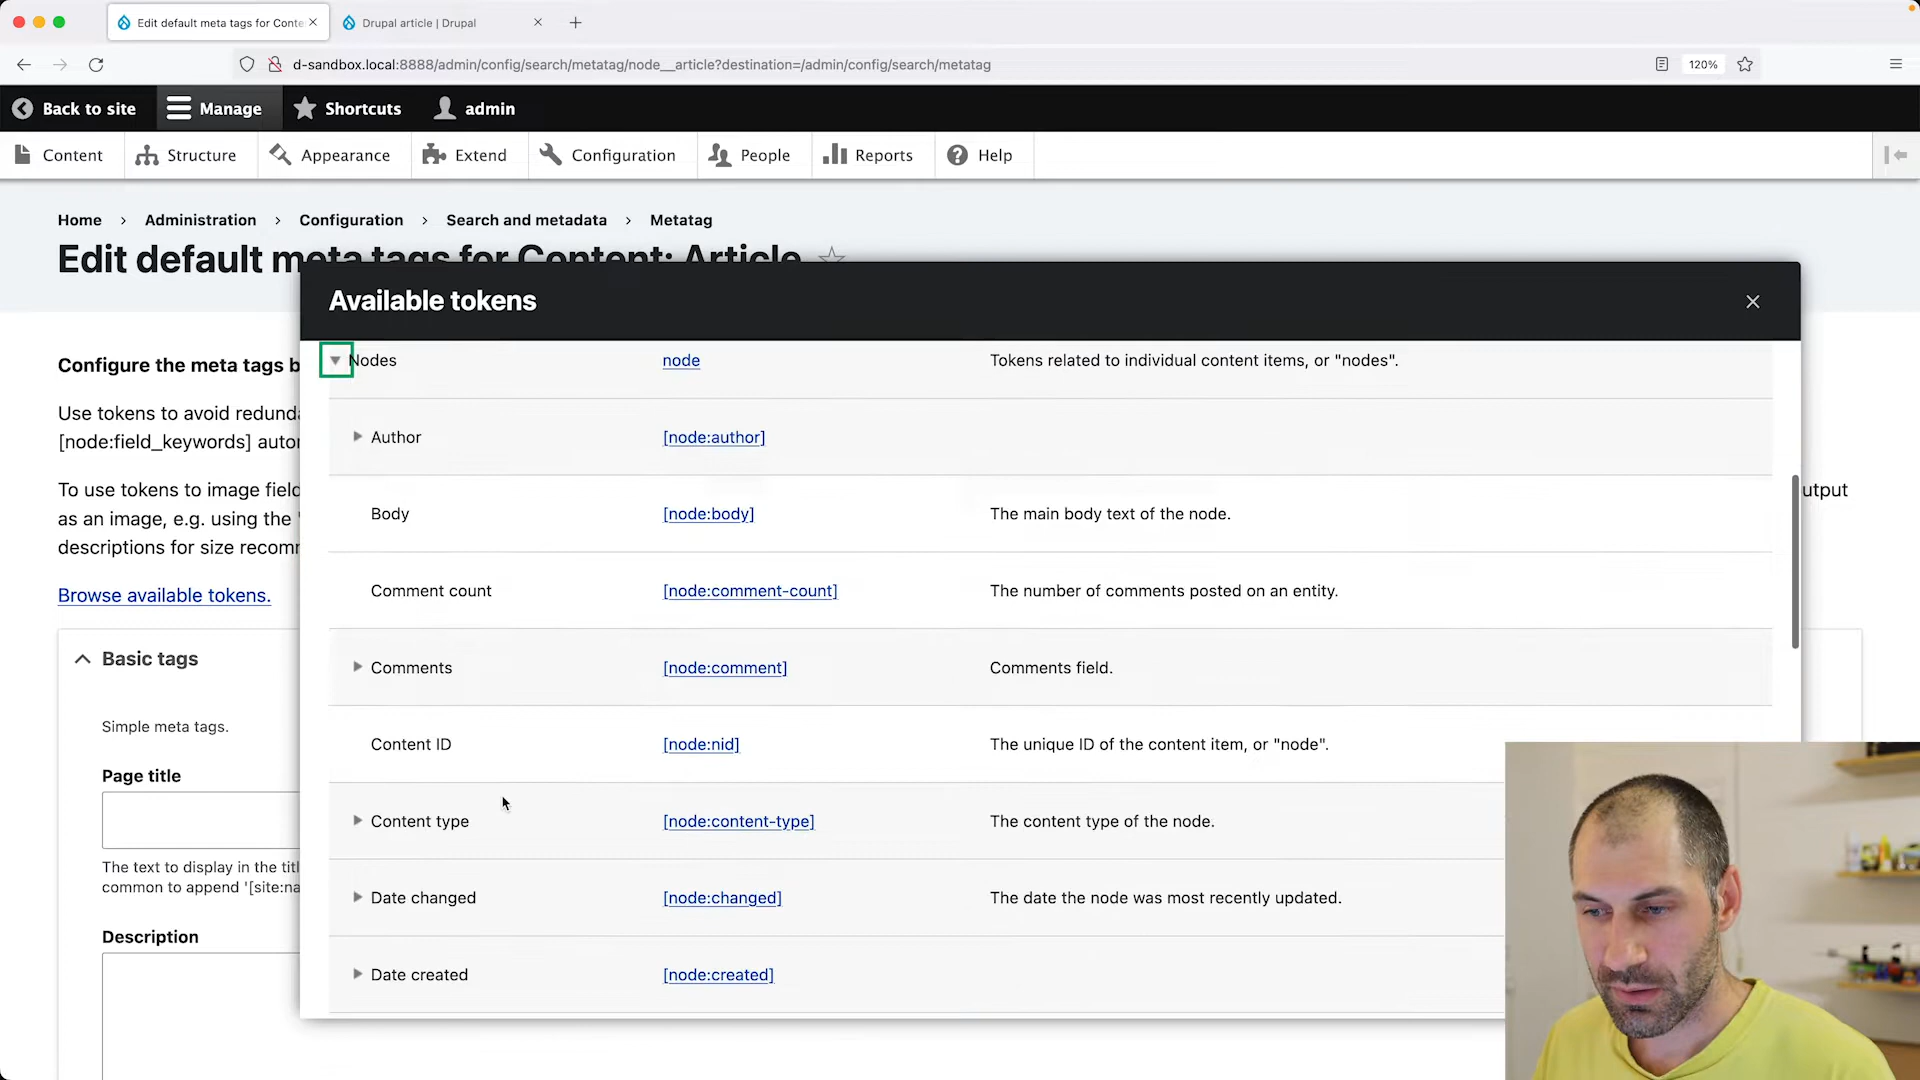 Edit default meta tags for Conte
Drupal article | Drupal
d-sandbox.local:8888/admin/config/search/metatag/node__article?destination=/admin/config/search/metatag
120%
Back to site
Manage
Shortcuts
admin
Content
Structure
Appearance
Extend
Configuration
People
Reports
Help
Home
Administration
Configuration
Search and metadata
Metatag
Edit default meta tags for Content: Article
Configure the meta tags b
Use tokens to avoid redunda
[node:field_keywords] autor
To use tokens to image field
utput
as an image, e.g. using the '
descriptions for size recomm
Browse available tokens.
Basic tags
Simple meta tags.
Page title
The text to display in the titl
common to append '[site:na
Description
Available tokens
Nodes node Tokens related to individual content items, or "nodes".
Author [node:author]
Body [node:body] The main body text of the node.
Comment count [node:comment-count] The number of comments posted on an entity.
Comments [node:comment] Comments field.
Content ID [node:nid] The unique ID of the content item, or "node".
Content type [node:content-type] The content type of the node.
Date changed [node:changed] The date the node was most recently updated.
Date created [node:created]